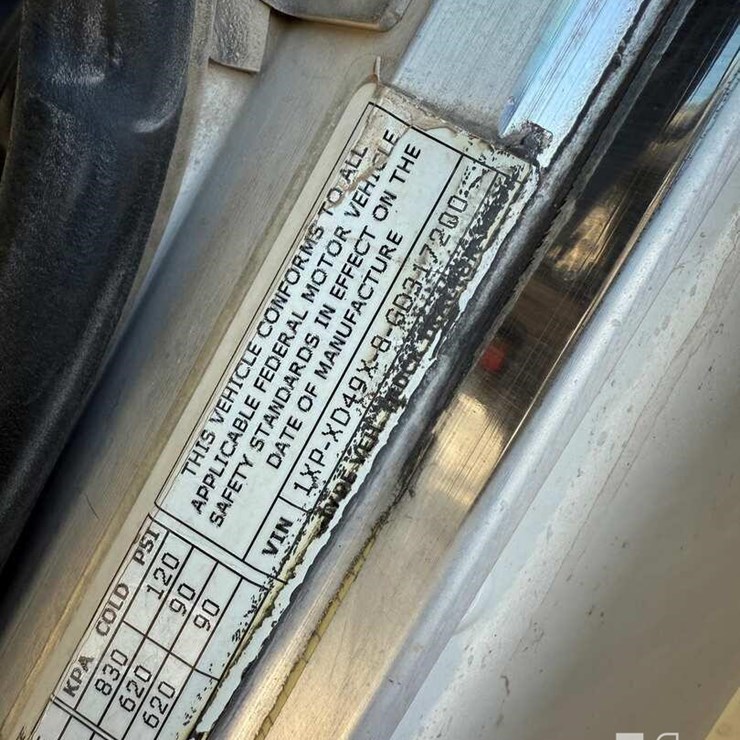 THIS VEHICLE CONFORMS TO ALL
APPLICABLE FEDERAL MOTOR VEHICLE
SAFETY STANDARDS IN EFFECT ON THE
DATE OF MANUFACTURE
VIN 1XP-XD49X-8-GD317200
KPA COLD PSI
830 120
620 90
620 90